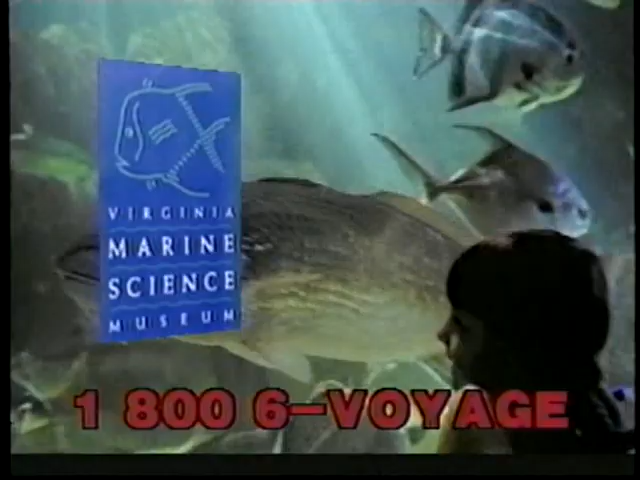 VIRGINIA
MARINE
SCIENCE
MUSEUM
1 800 6-VOYAGE